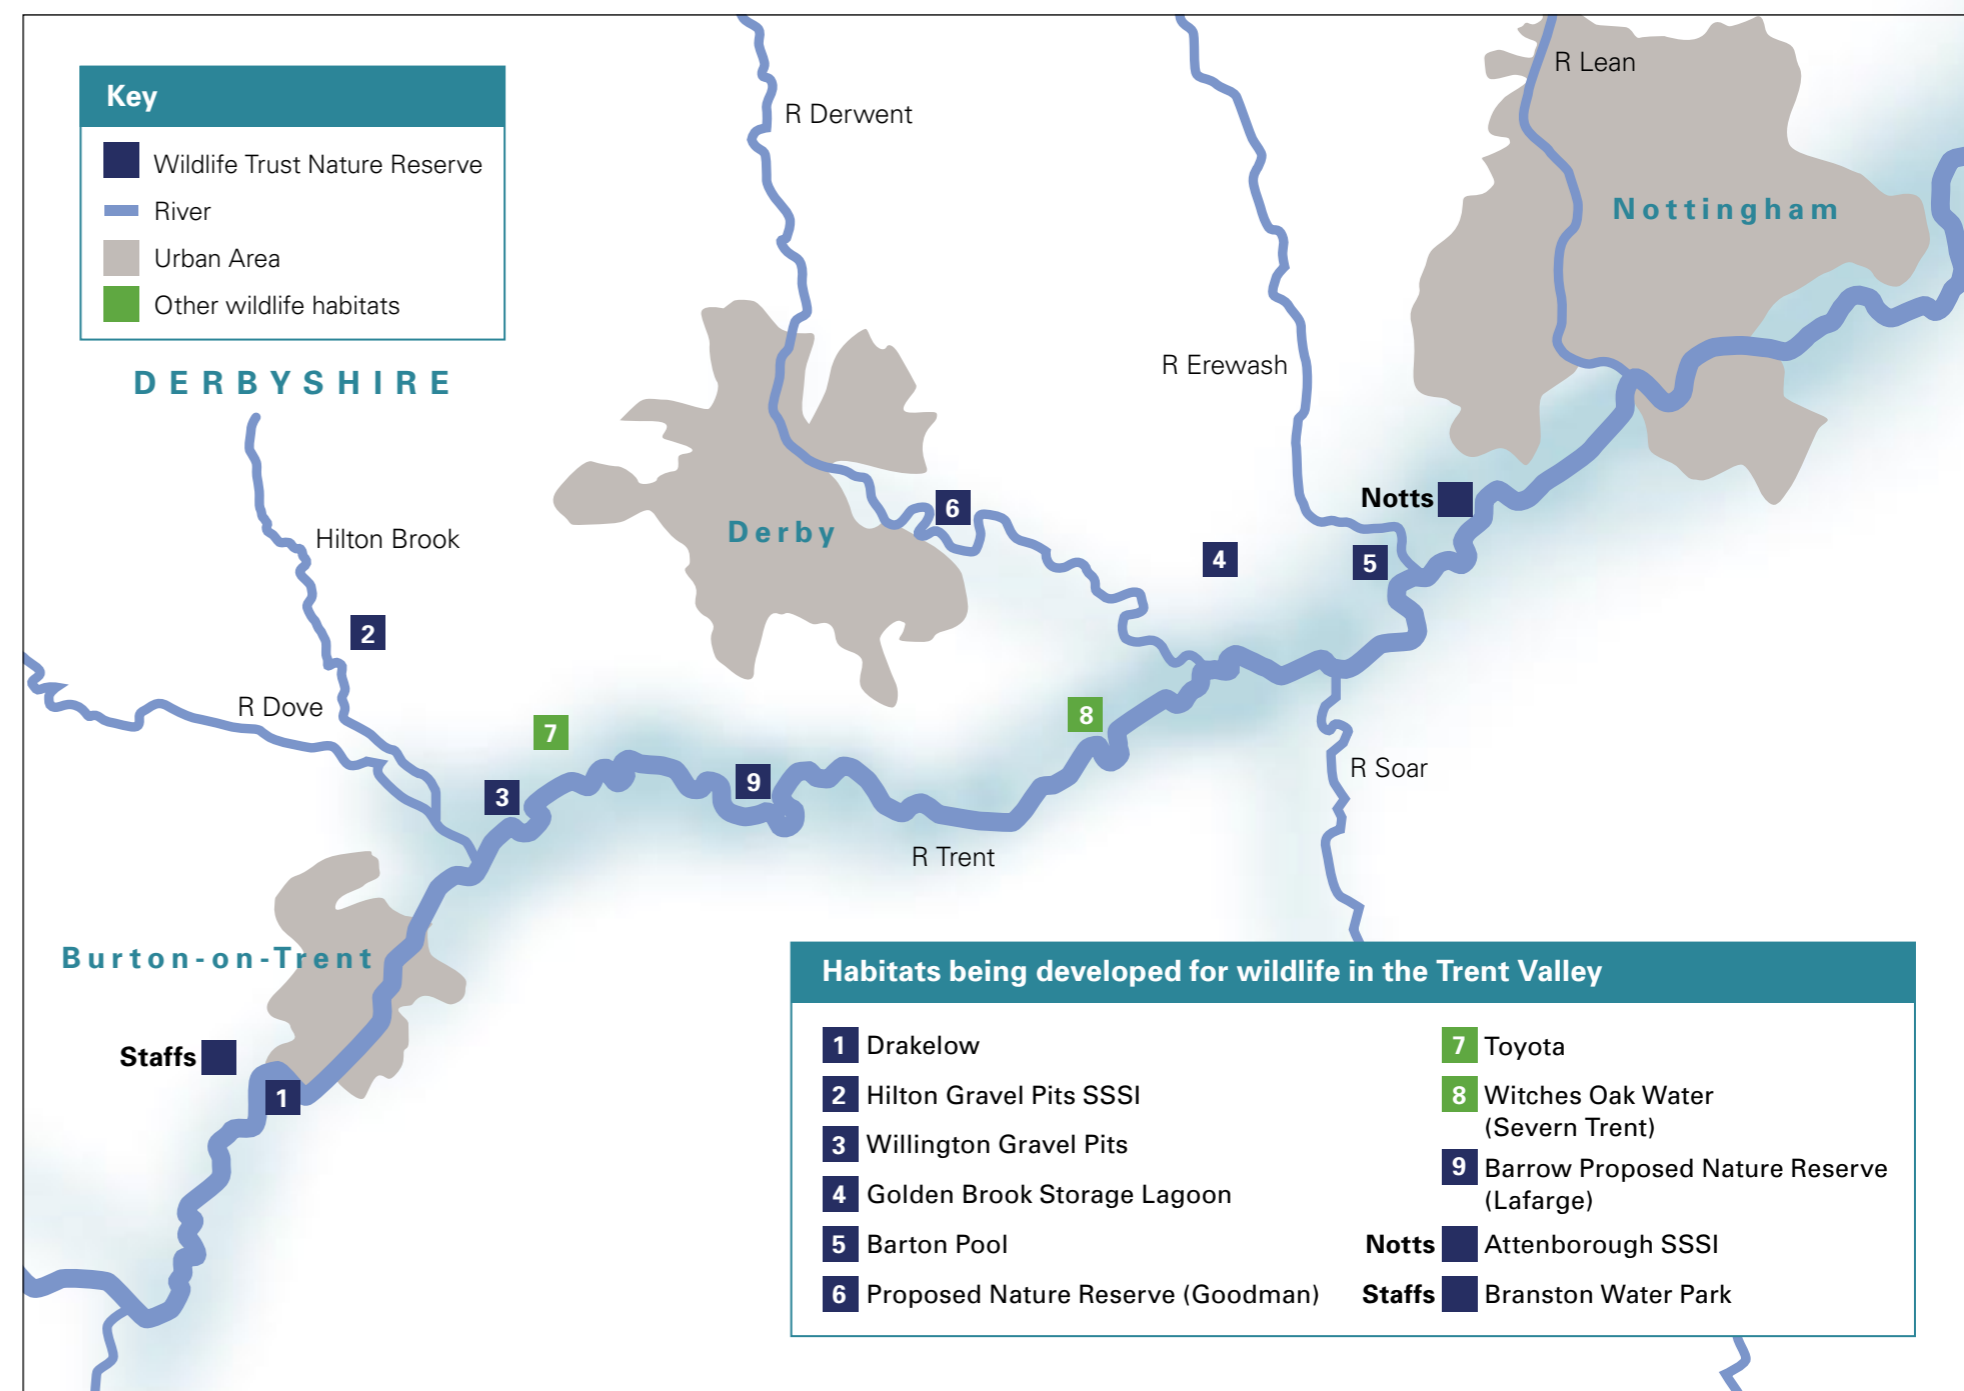 Key
Wildlife Trust Nature Reserve
River
Urban Area
Other wildlife habitats
R Lean
R Derwent
Nottingham
R Erewash
DERBYSHIRE
Notts
6
Derby
Hilton Brook
4
5
2
R Dove
8
7
R Soar
9
3
R Trent
Burton-on-Trent
Staffs
1
Habitats being developed for wildlife in the Trent Valley
1 Drakelow
2 Hilton Gravel Pits SSSI
3 Willington Gravel Pits
4 Golden Brook Storage Lagoon
5 Barton Pool
6 Proposed Nature Reserve (Goodman)
7 Toyota
8 Witches Oak Water
(Severn Trent)
9 Barrow Proposed Nature Reserve
(Lafarge)
Notts Attenborough SSSI
Staffs Branston Water Park